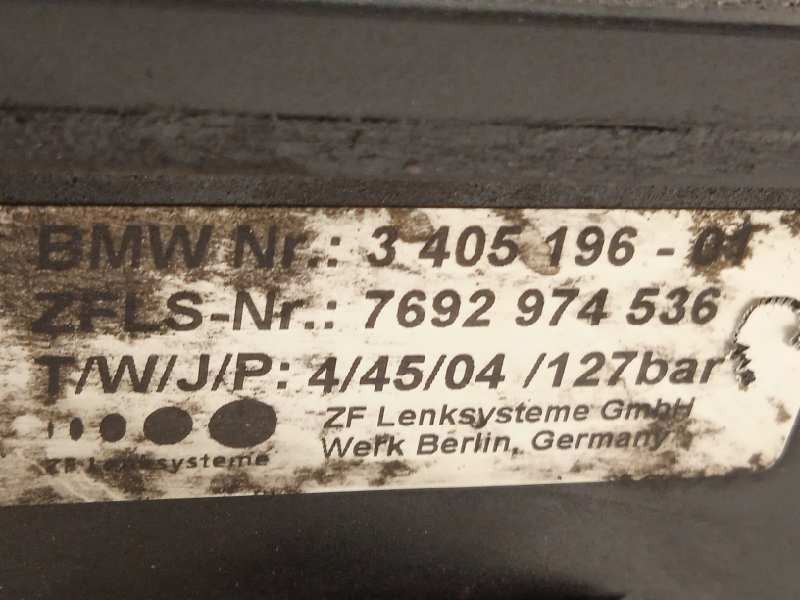 BMW Nr.: 3 405 196 - 01
ZFLS-Nr.: 7692 974 536
T/W/J/P: 4/45/04 /127bar
ZF Lenksysteme GmbH
Werk Berlin, Germany
ZF Lenksysteme